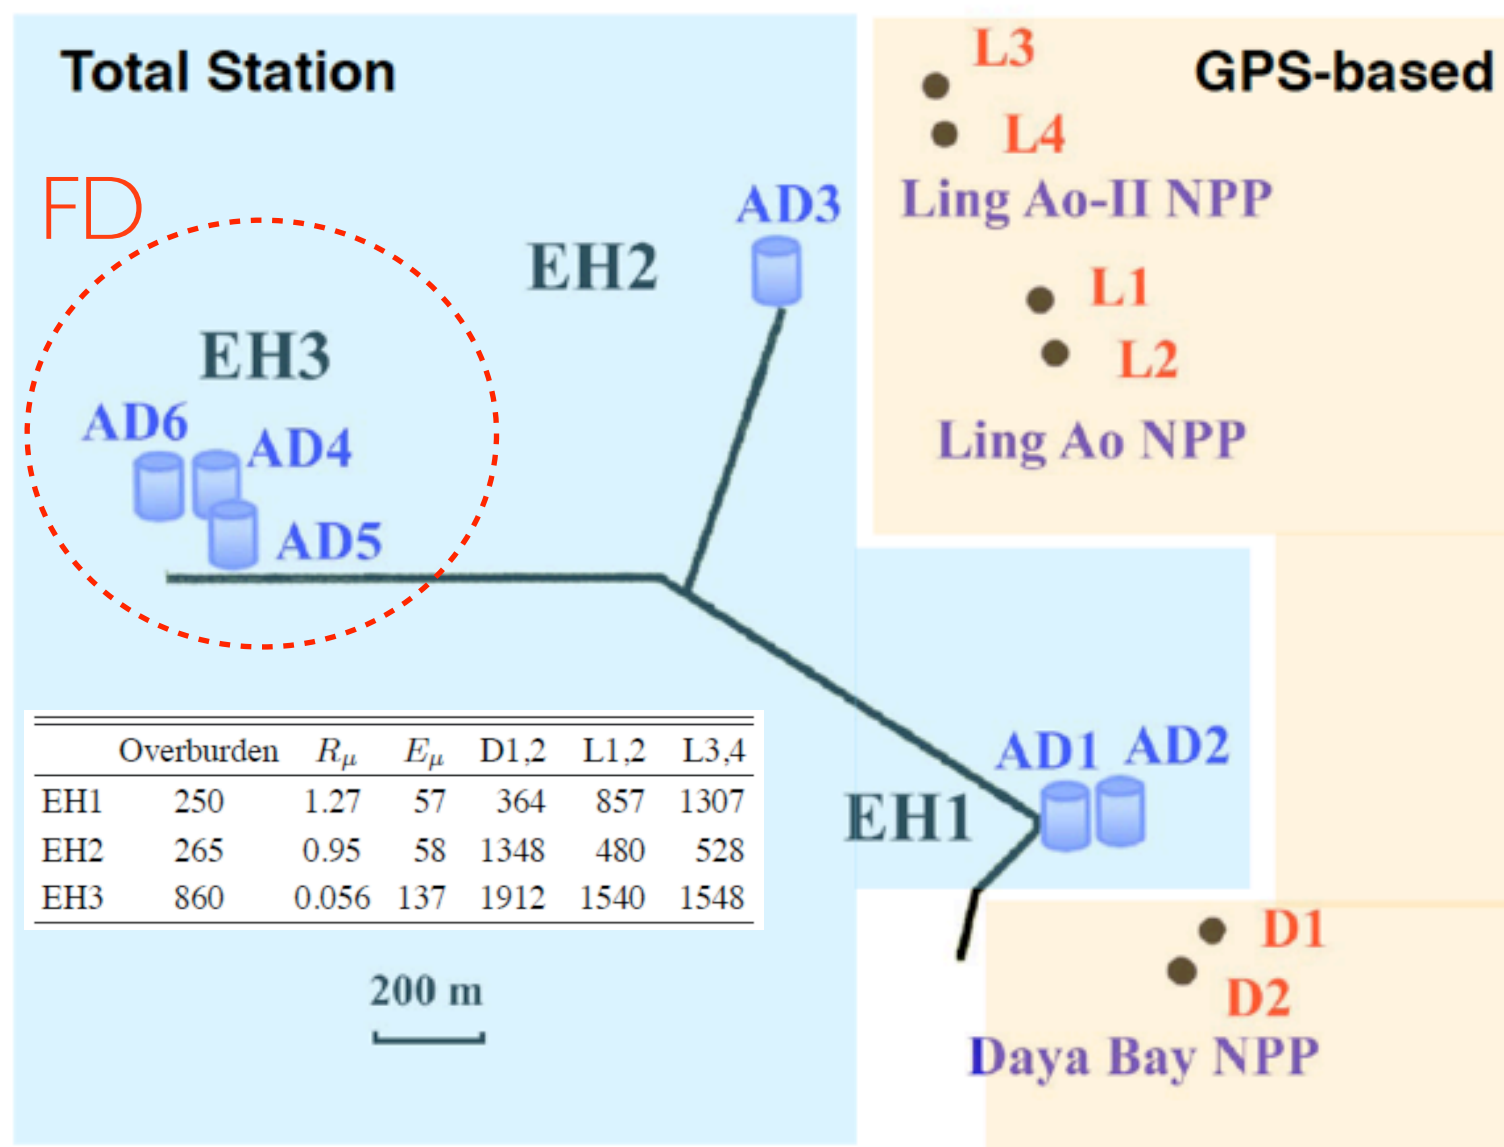 Total Station
GPS-based
L3
L4
Ling Ao-II NPP
FD
AD3
EH2
L1
L2
EH3
Ling Ao NPP
AD6
AD4
AD5
Overburden Rμ Eμ D1,2 L1,2 L3,4
EH1 250 1.27 57 364 857 1307
EH2 265 0.95 58 1348 480 528
EH3 860 0.056 137 1912 1540 1548
AD1 AD2
EH1
200 m
D1
D2
Daya Bay NPP